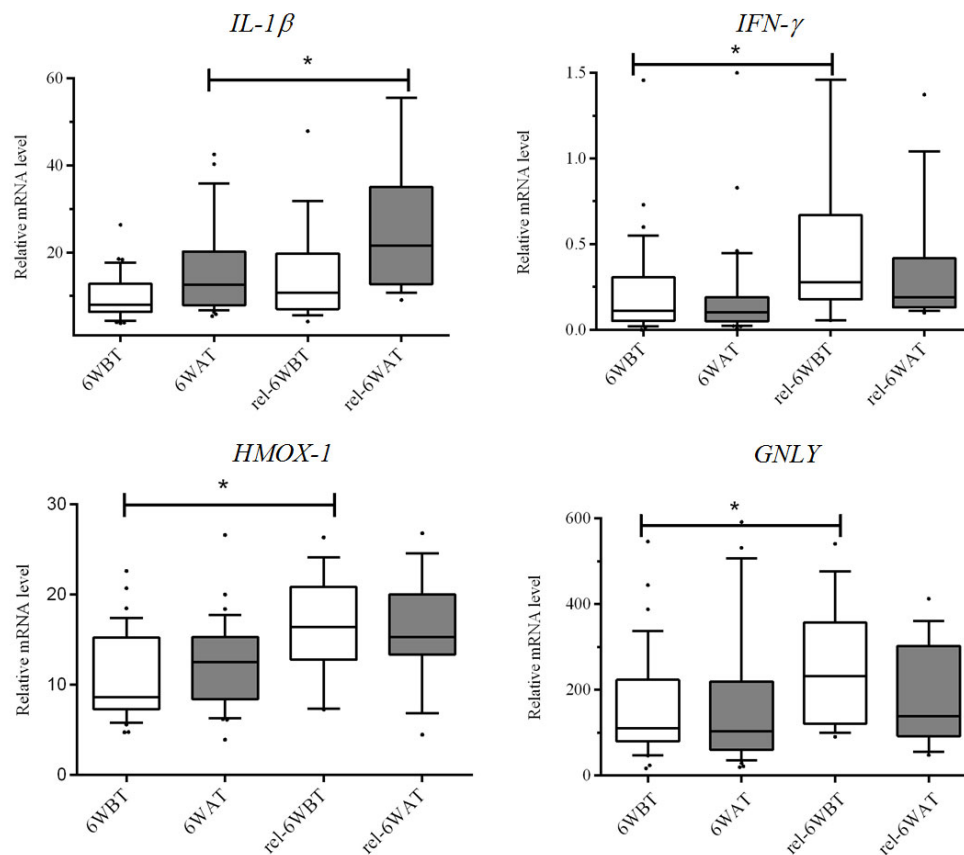 IL-1β
*
Relative mRNA level
60
40
20
6WBT
6WAT
rel-6WBT
rel-6WAT
IFN-γ
*
Relative mRNA level
1.5
1.0
0.5
0.0
6WBT
6WAT
rel-6WBT
rel-6WAT
HMOX-1
*
Relative mRNA level
30
20
10
0
6WBT
6WAT
rel-6WBT
rel-6WAT
GNLY
*
Relative mRNA level
600
400
200
0
6WBT
6WAT
rel-6WBT
rel-6WAT